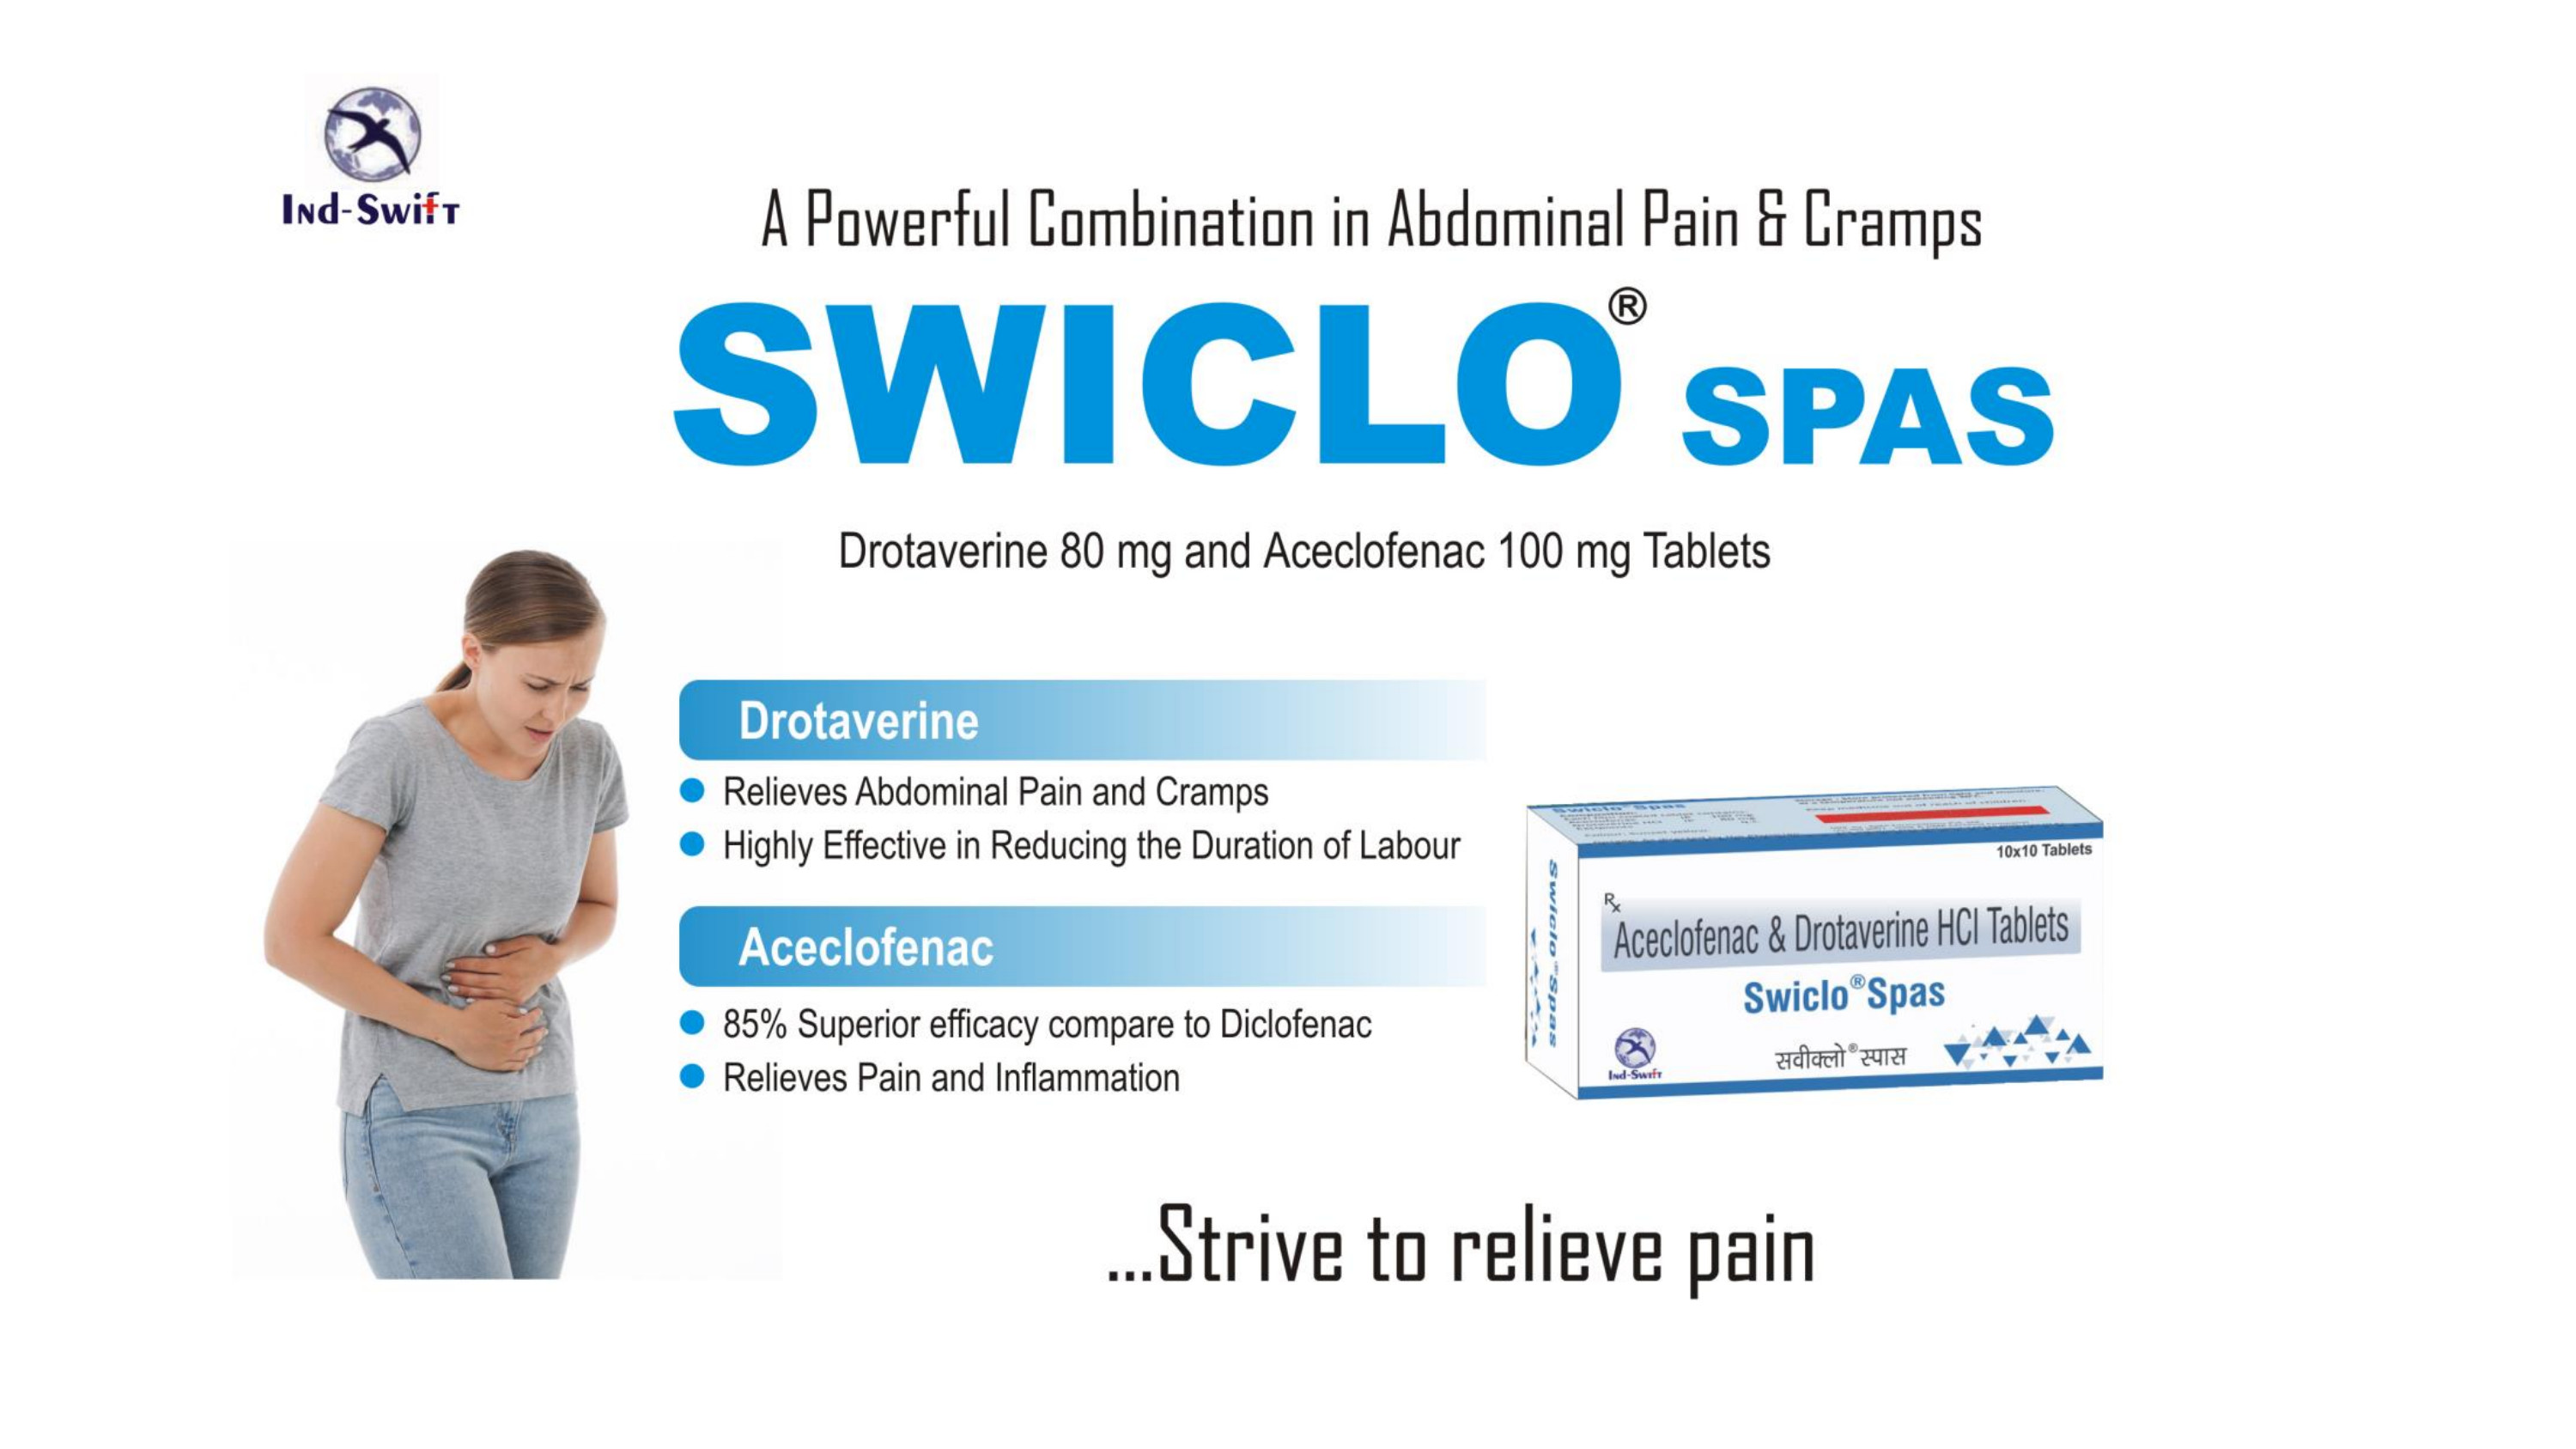 Ind-Swift
A Powerful Combination in Abdominal Pain & Cramps
SWICLO® SPAS
Drotaverine 80 mg and Aceclofenac 100 mg Tablets
Drotaverine
● Relieves Abdominal Pain and Cramps
● Highly Effective in Reducing the Duration of Labour
Aceclofenac
● 85% Superior efficacy compare to Diclofenac
● Relieves Pain and Inflammation
Swiclo® Spas
10x10 Tablets
Rx
Aceclofenac & Drotaverine HCl Tablets
Swiclo® Spas
सवीक्लो® स्पास
Ind-Swift
Swiclo® Spas
...Strive to relieve pain